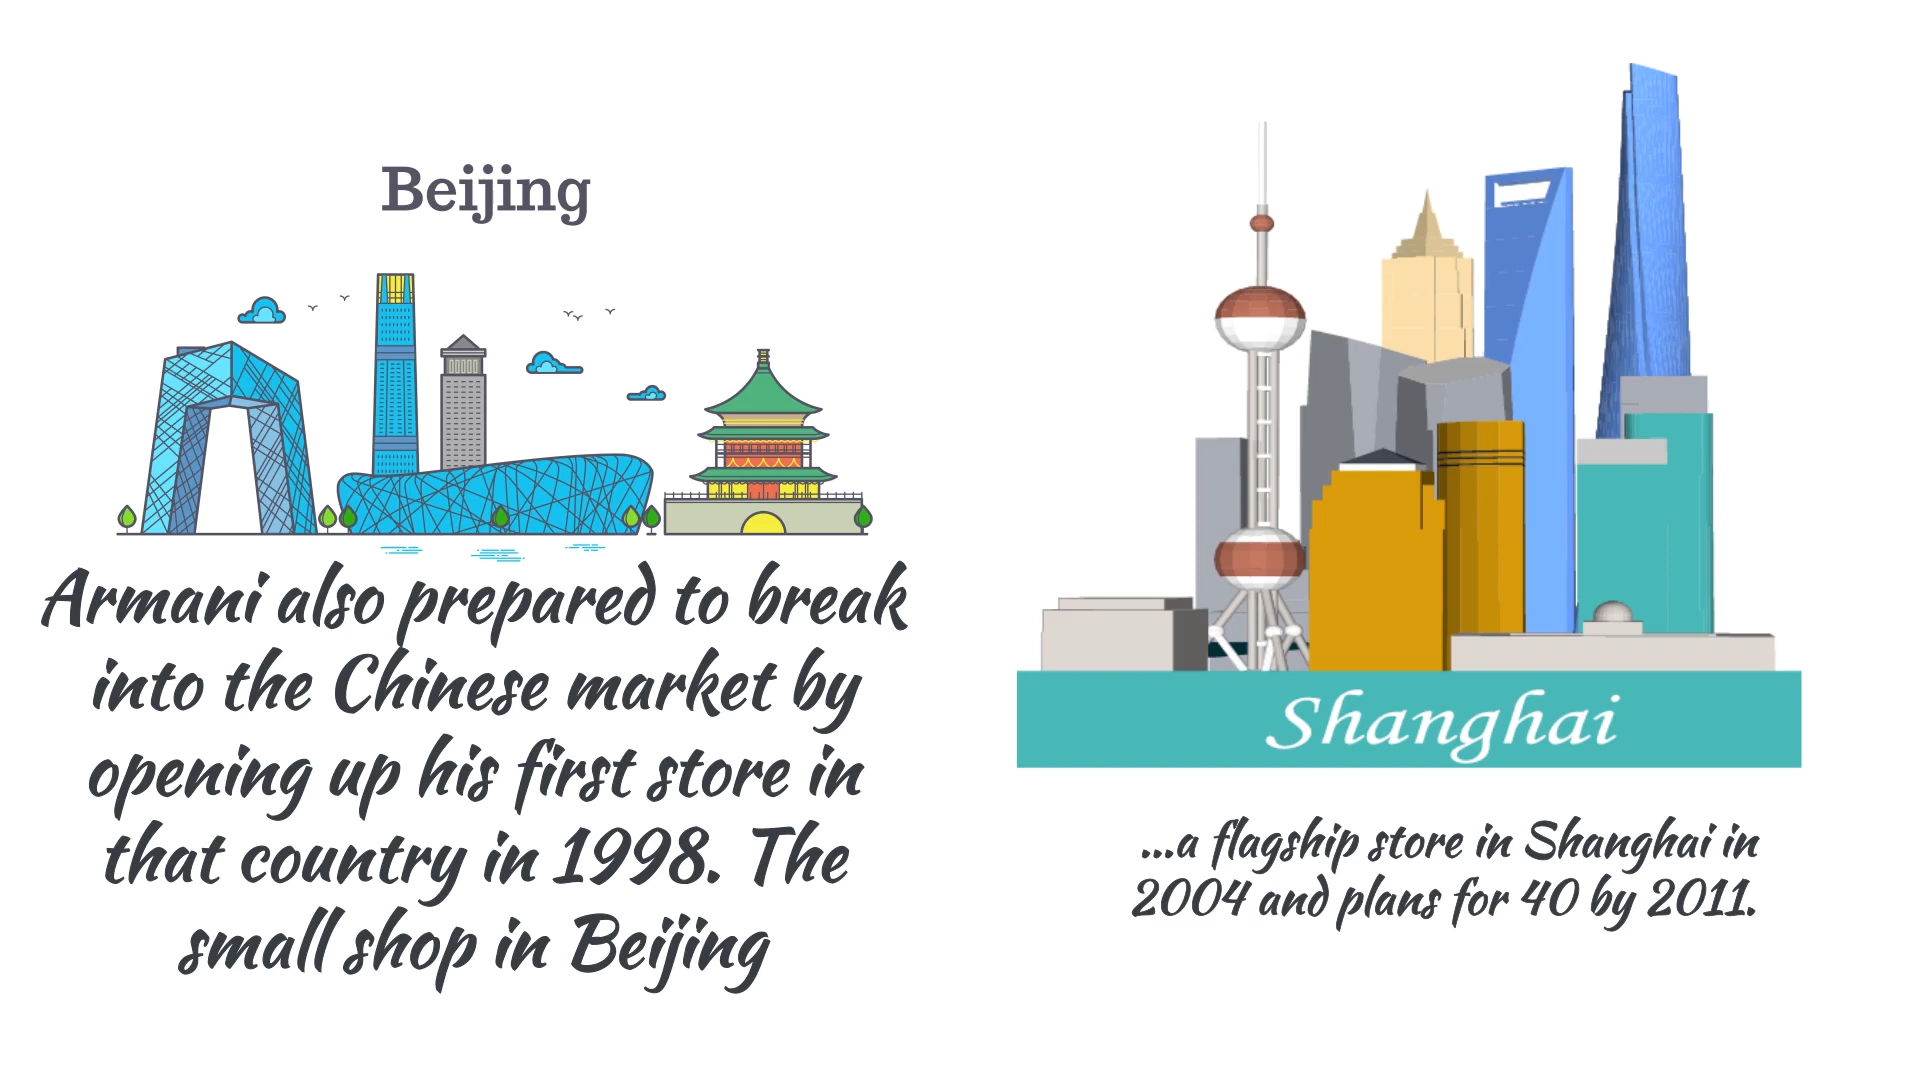 Beijing
Armani also prepared to break
into the Chinese market by
opening up his first store in
that country in 1998. The
small shop in Beijing
Shanghai
...a flagship store in Shanghai in
2004 and plans for 40 by 2011.